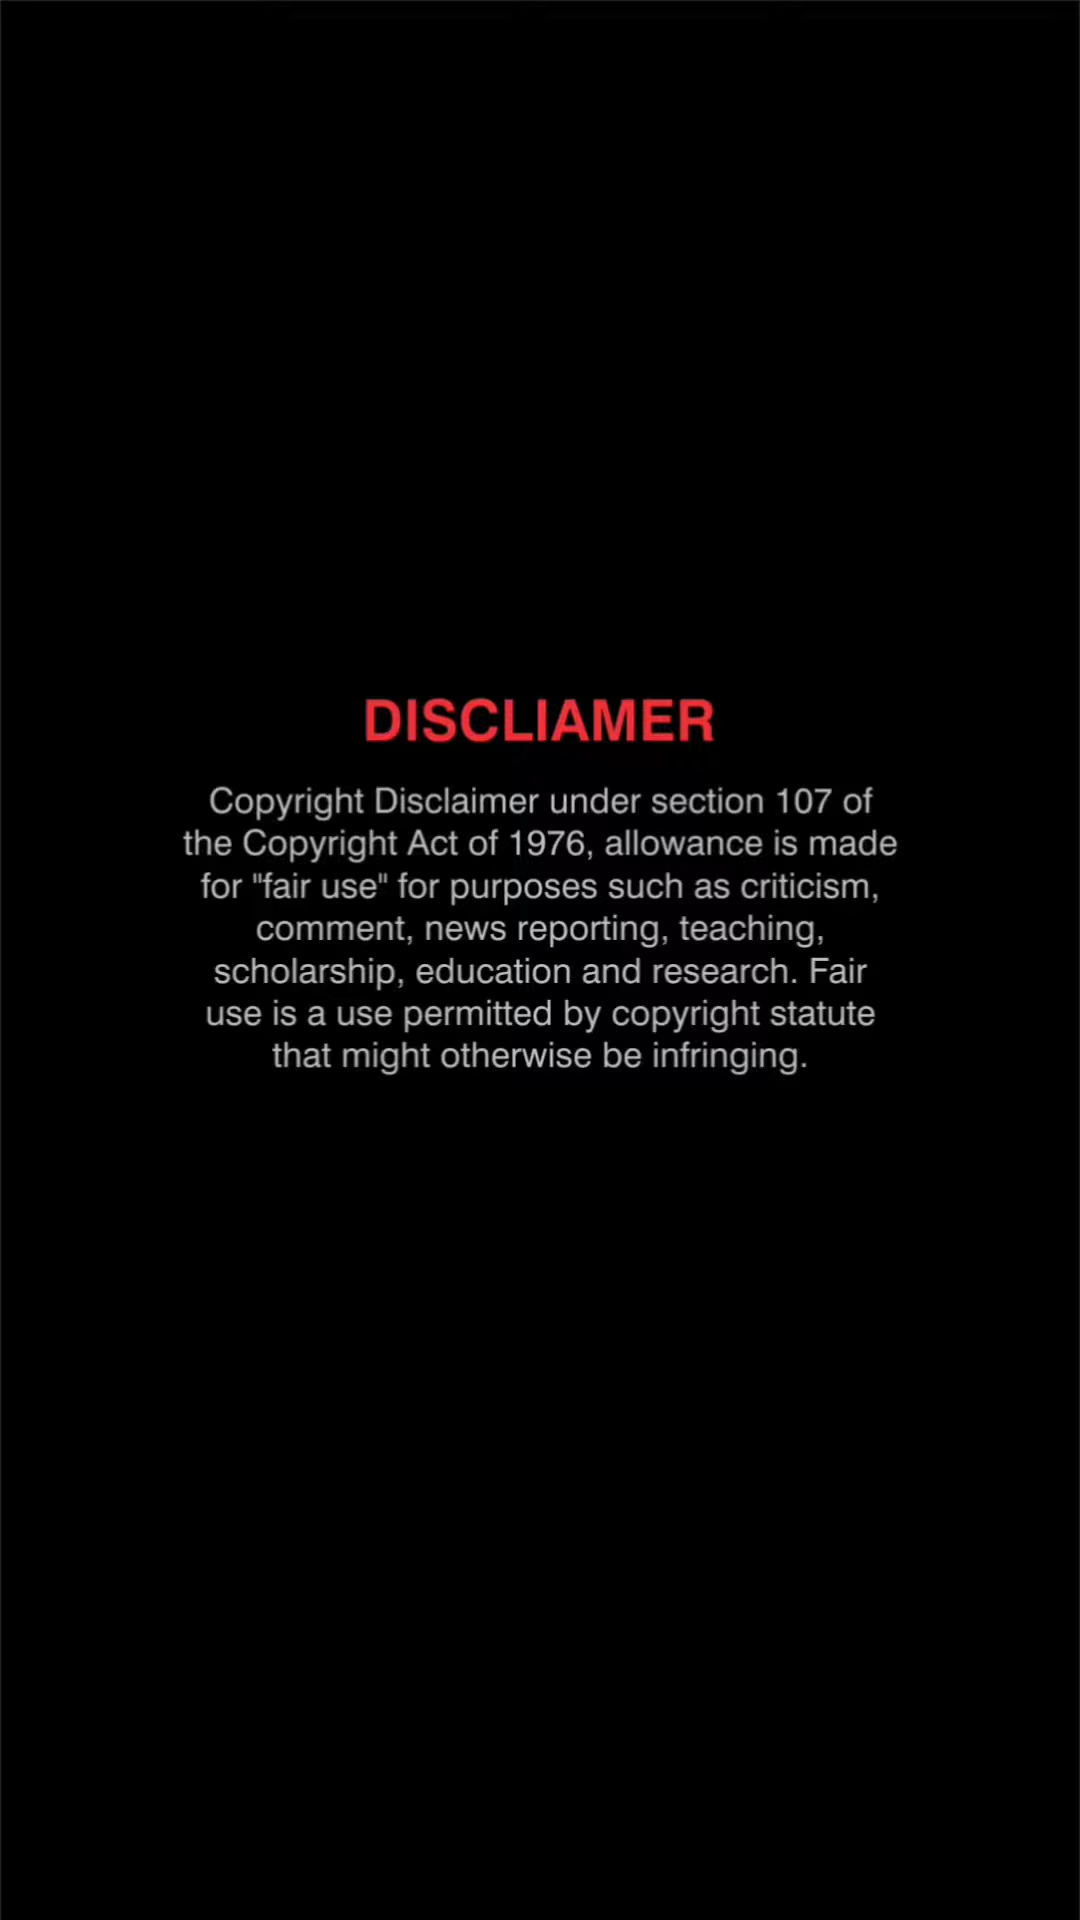 DISCLIAMER
Copyright Disclaimer under section 107 of
the Copyright Act of 1976, allowance is made
for "fair use" for purposes such as criticism,
comment, news reporting, teaching,
scholarship, education and research. Fair
use is a use permitted by copyright statute
that might otherwise be infringing.